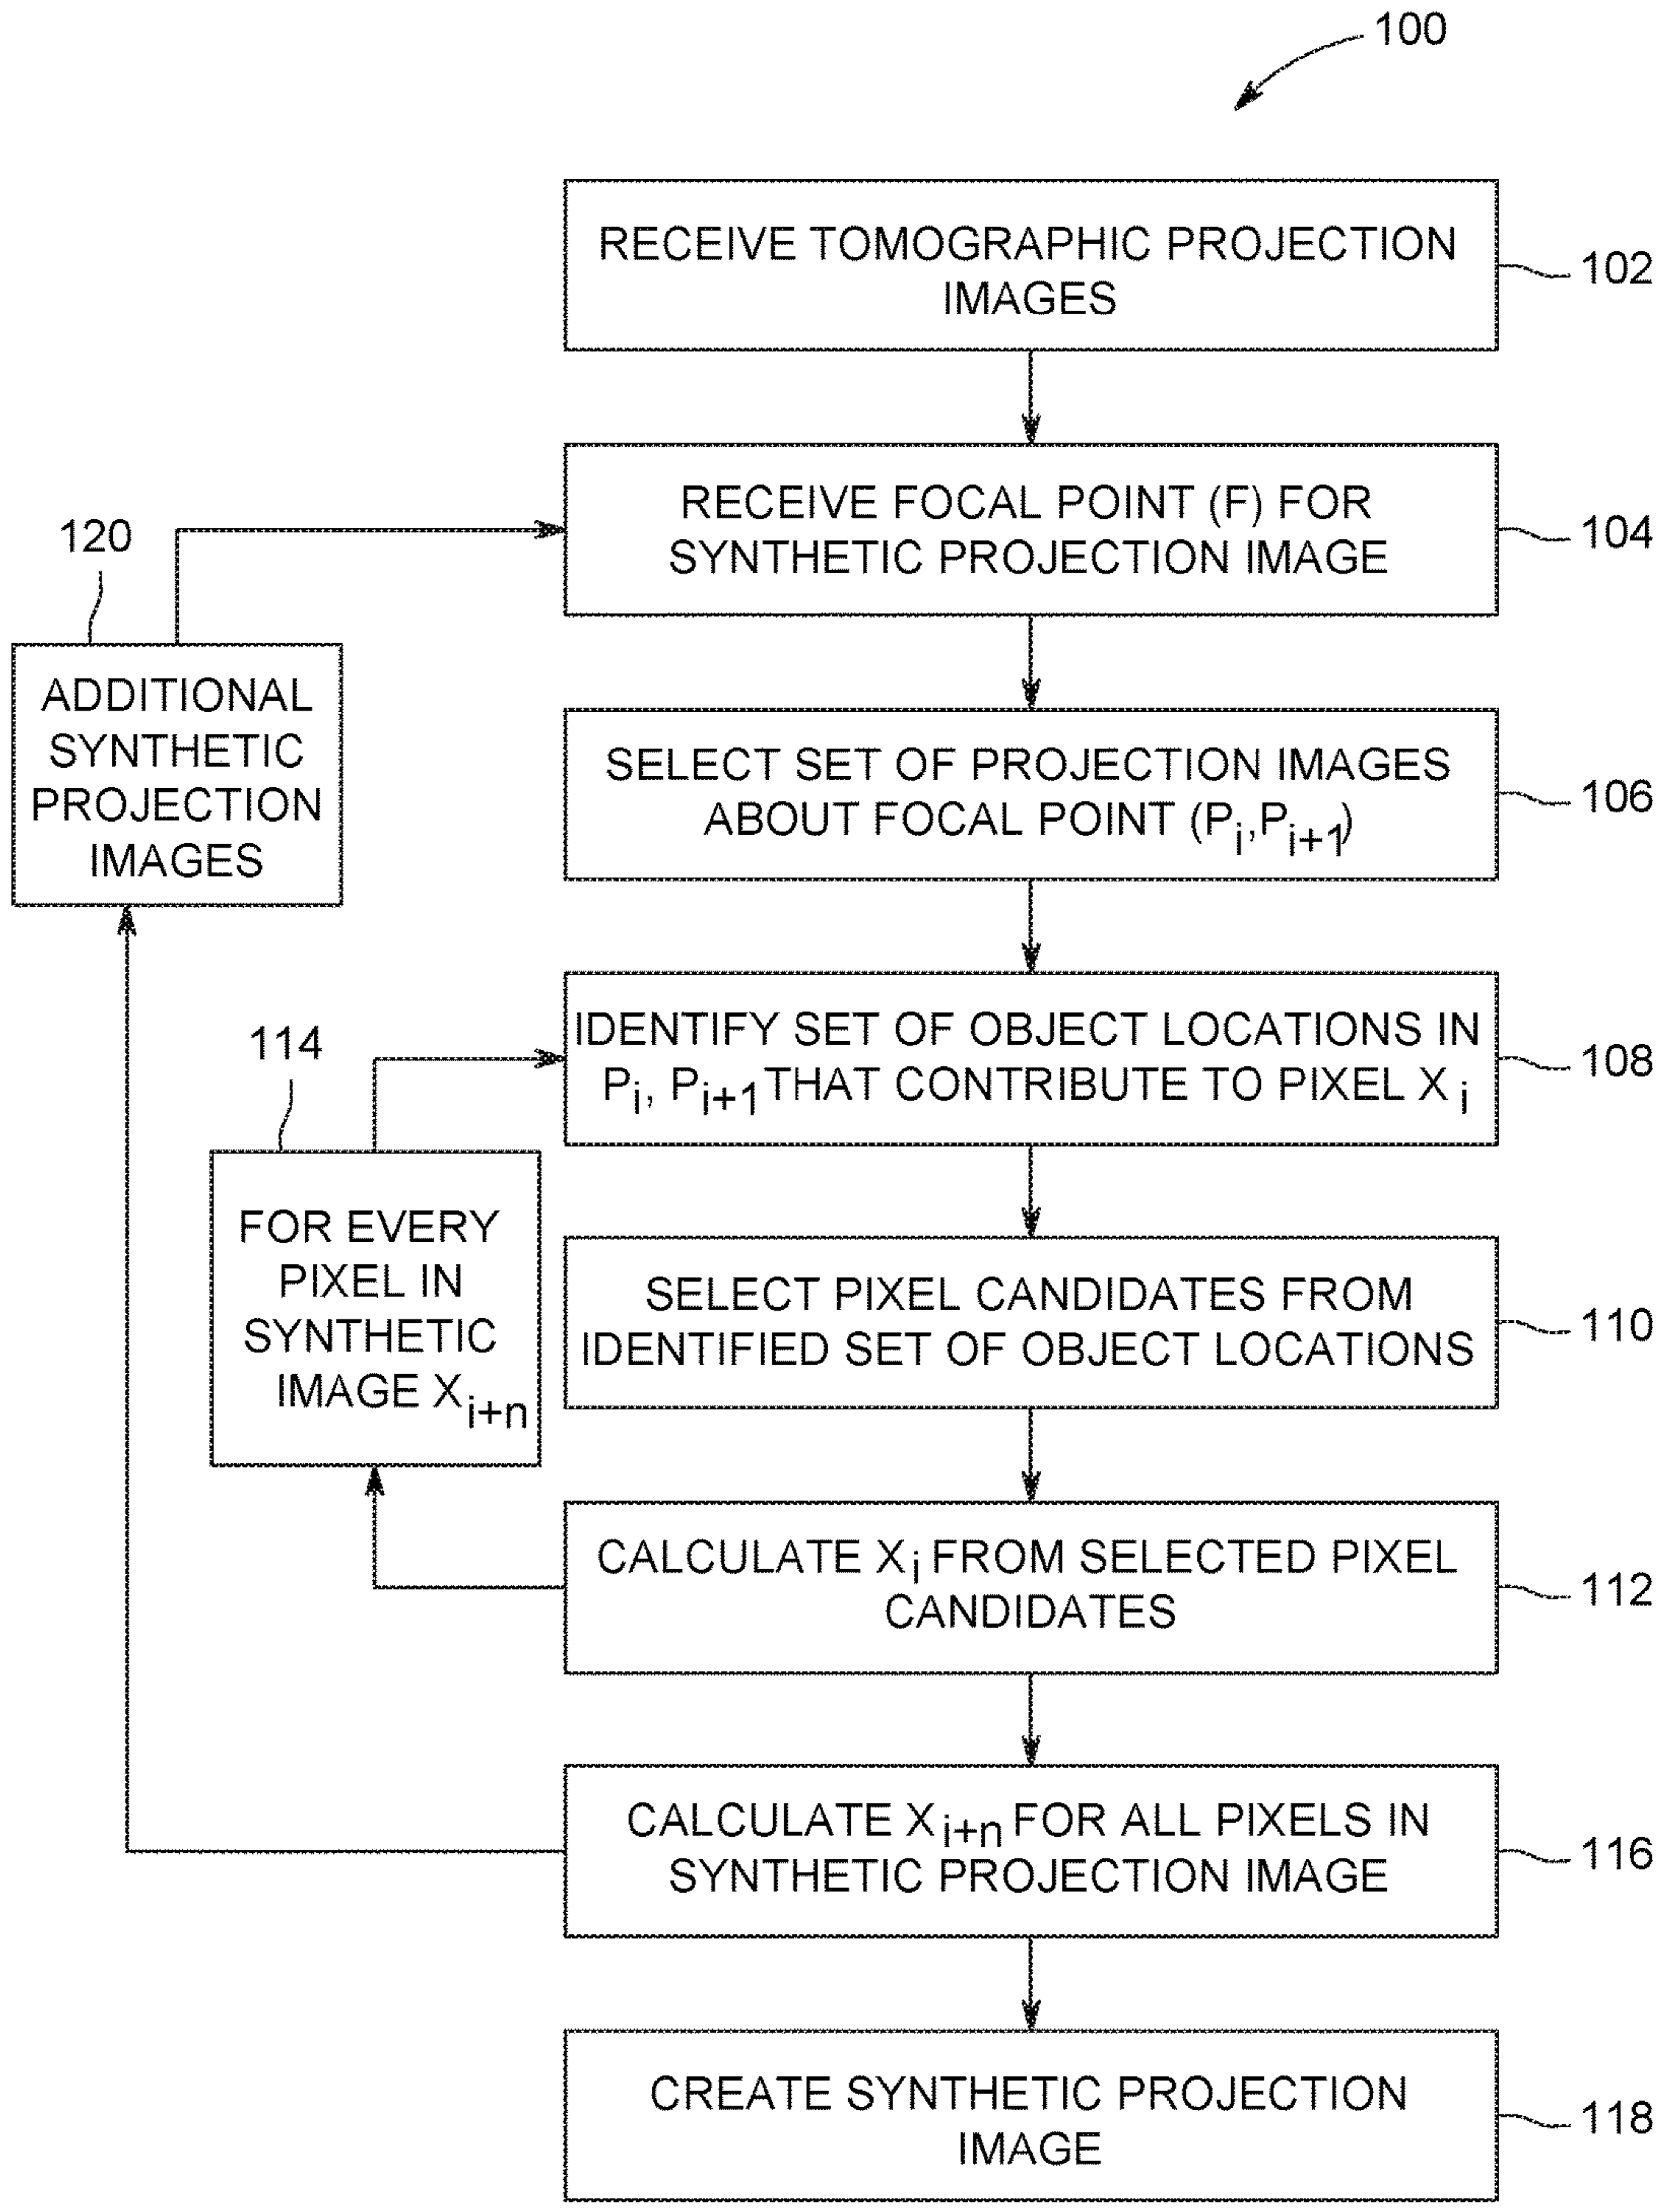 100
RECEIVE TOMOGRAPHIC PROJECTION
IMAGES
102
RECEIVE FOCAL POINT (F) FOR
SYNTHETIC PROJECTION IMAGE
104
120
ADDITIONAL
SYNTHETIC
PROJECTION
IMAGES
SELECT SET OF PROJECTION IMAGES
ABOUT FOCAL POINT (Pi,Pi+1)
106
IDENTIFY SET OF OBJECT LOCATIONS IN
Pi, Pi+1 THAT CONTRIBUTE TO PIXEL Xi
108
114
FOR EVERY
PIXEL IN
SYNTHETIC
IMAGE Xi+n
SELECT PIXEL CANDIDATES FROM
IDENTIFIED SET OF OBJECT LOCATIONS
110
CALCULATE Xi FROM SELECTED PIXEL
CANDIDATES
112
CALCULATE Xi+n FOR ALL PIXELS IN
SYNTHETIC PROJECTION IMAGE
116
CREATE SYNTHETIC PROJECTION
IMAGE
118